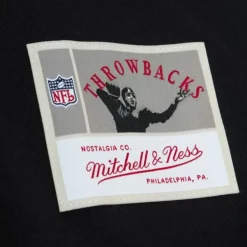 THROWBACKS
NFL
NOSTALGIA CO.
Mitchell & Ness
PHILADELPHIA, PA.